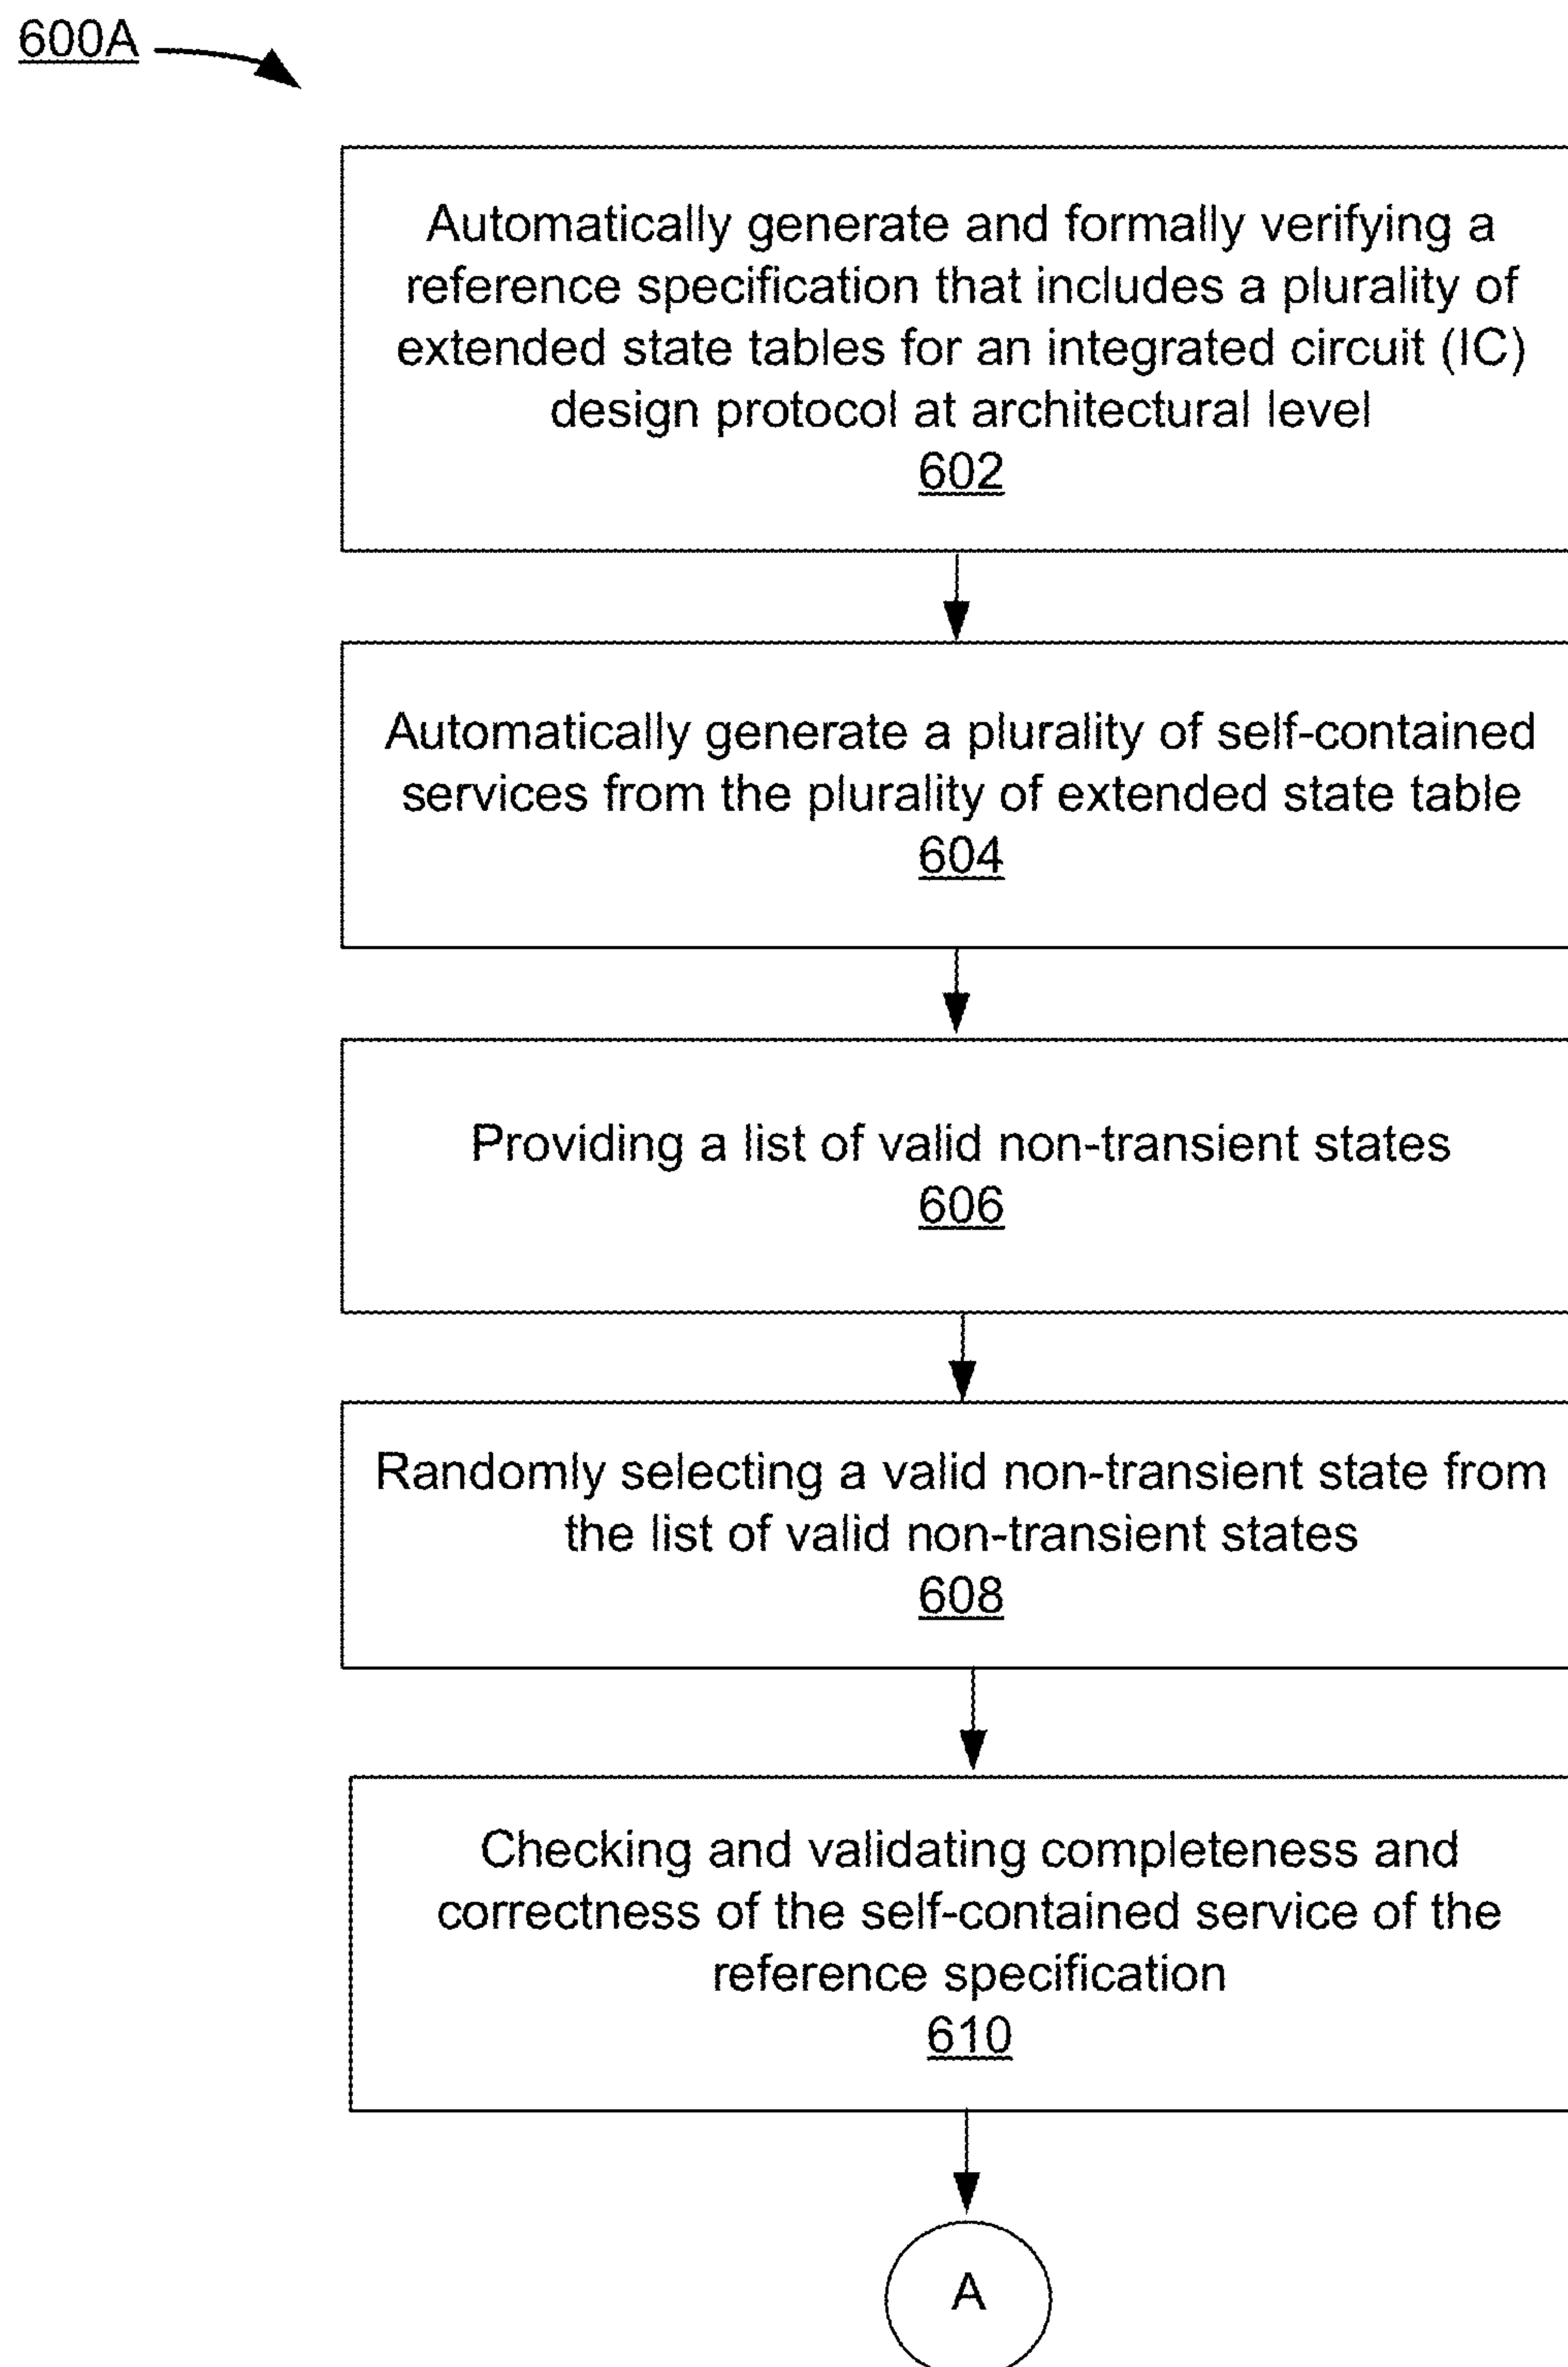 600A
Automatically generate and formally verifying a
reference specification that includes a plurality of
extended state tables for an integrated circuit (IC)
design protocol at architectural level
602
Automatically generate a plurality of self-contained
services from the plurality of extended state table
604
Providing a list of valid non-transient states
606
Randomly selecting a valid non-transient state from
the list of valid non-transient states
608
Checking and validating completeness and
correctness of the self-contained service of the
reference specification
610
A